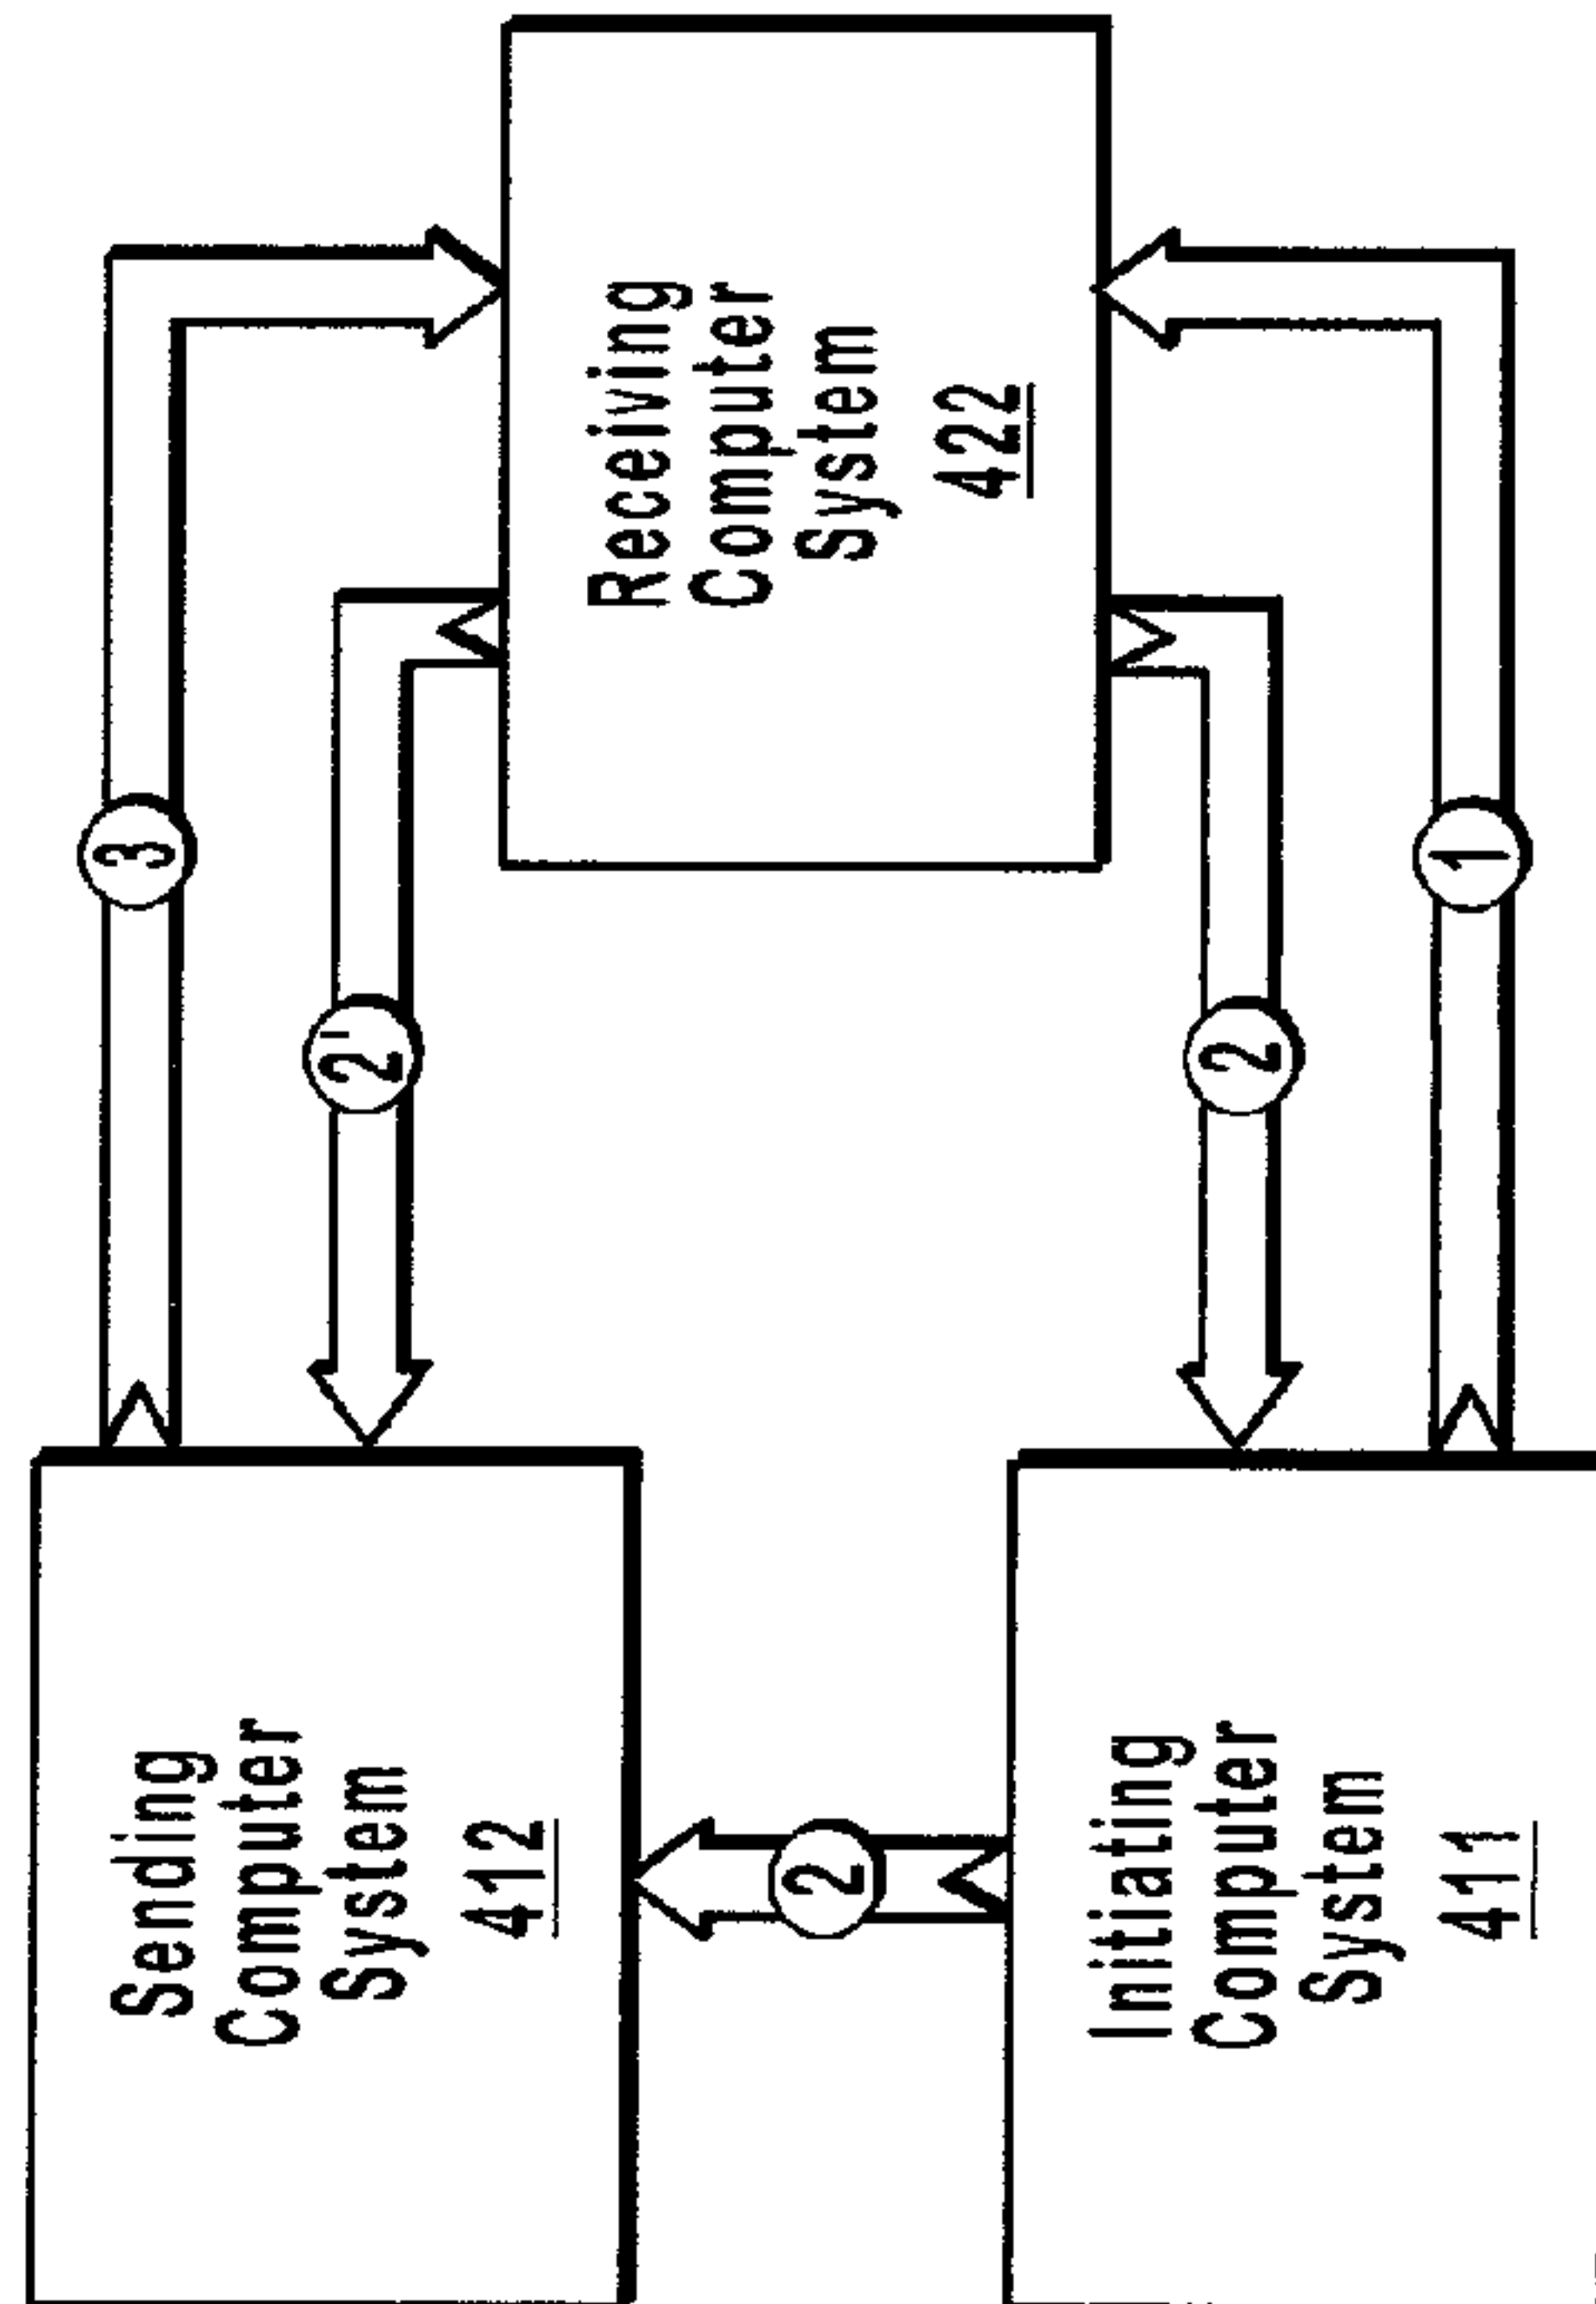 Sending
Computer
System
412
3
2'
Receiving
Computer
System
422
2
2
1
Initiating
Computer
System
411